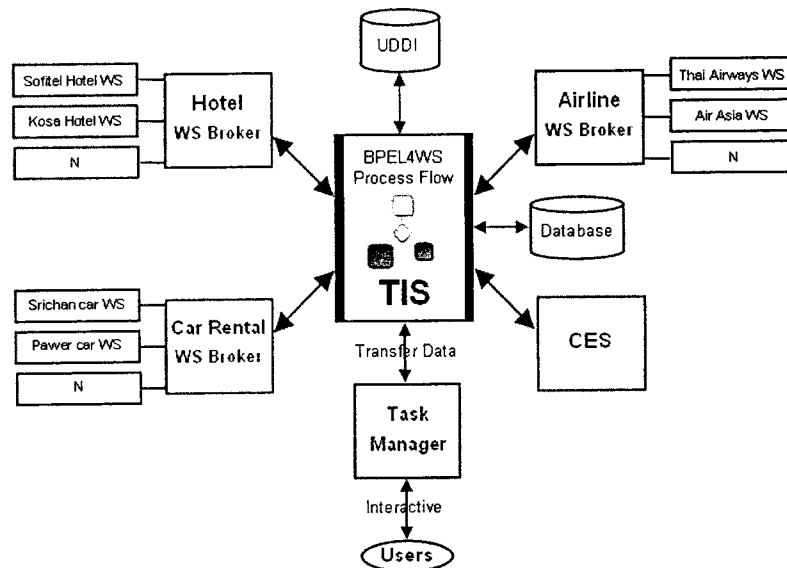 UDDI
Sofitel Hotel WS
Kosa Hotel WS
N
Hotel
WS Broker
Airline
WS Broker
Thai Airways WS
Air Asia WS
N
BPEL4WS
Process Flow
TIS
Database
Srichan car WS
Pawer car WS
N
Car Rental
WS Broker
CES
Transfer Data
Task
Manager
Interactive
Users